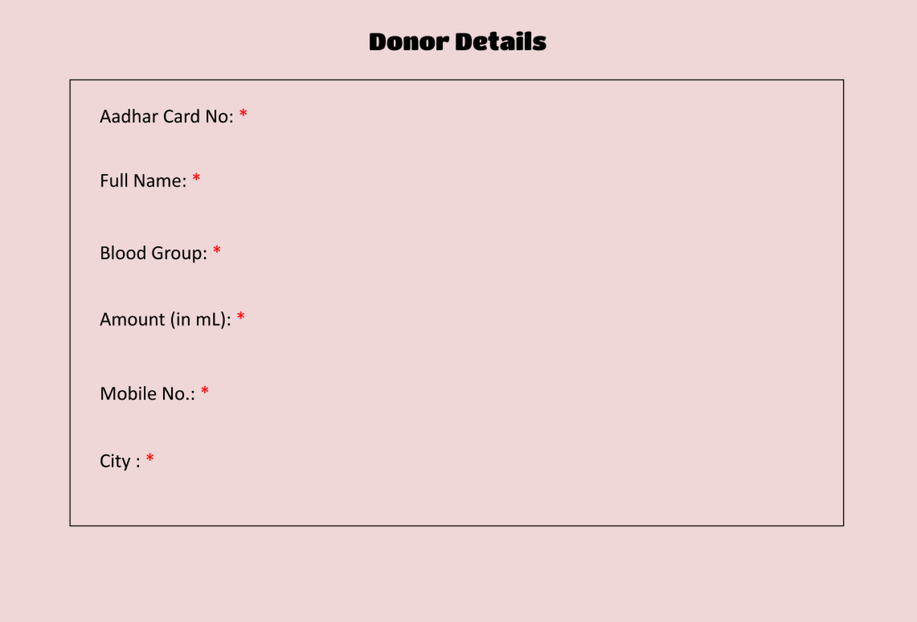 Donor Details
Aadhar Card No: *
Full Name: *
Blood Group: *
Amount (in mL): *
Mobile No.: *
City : *